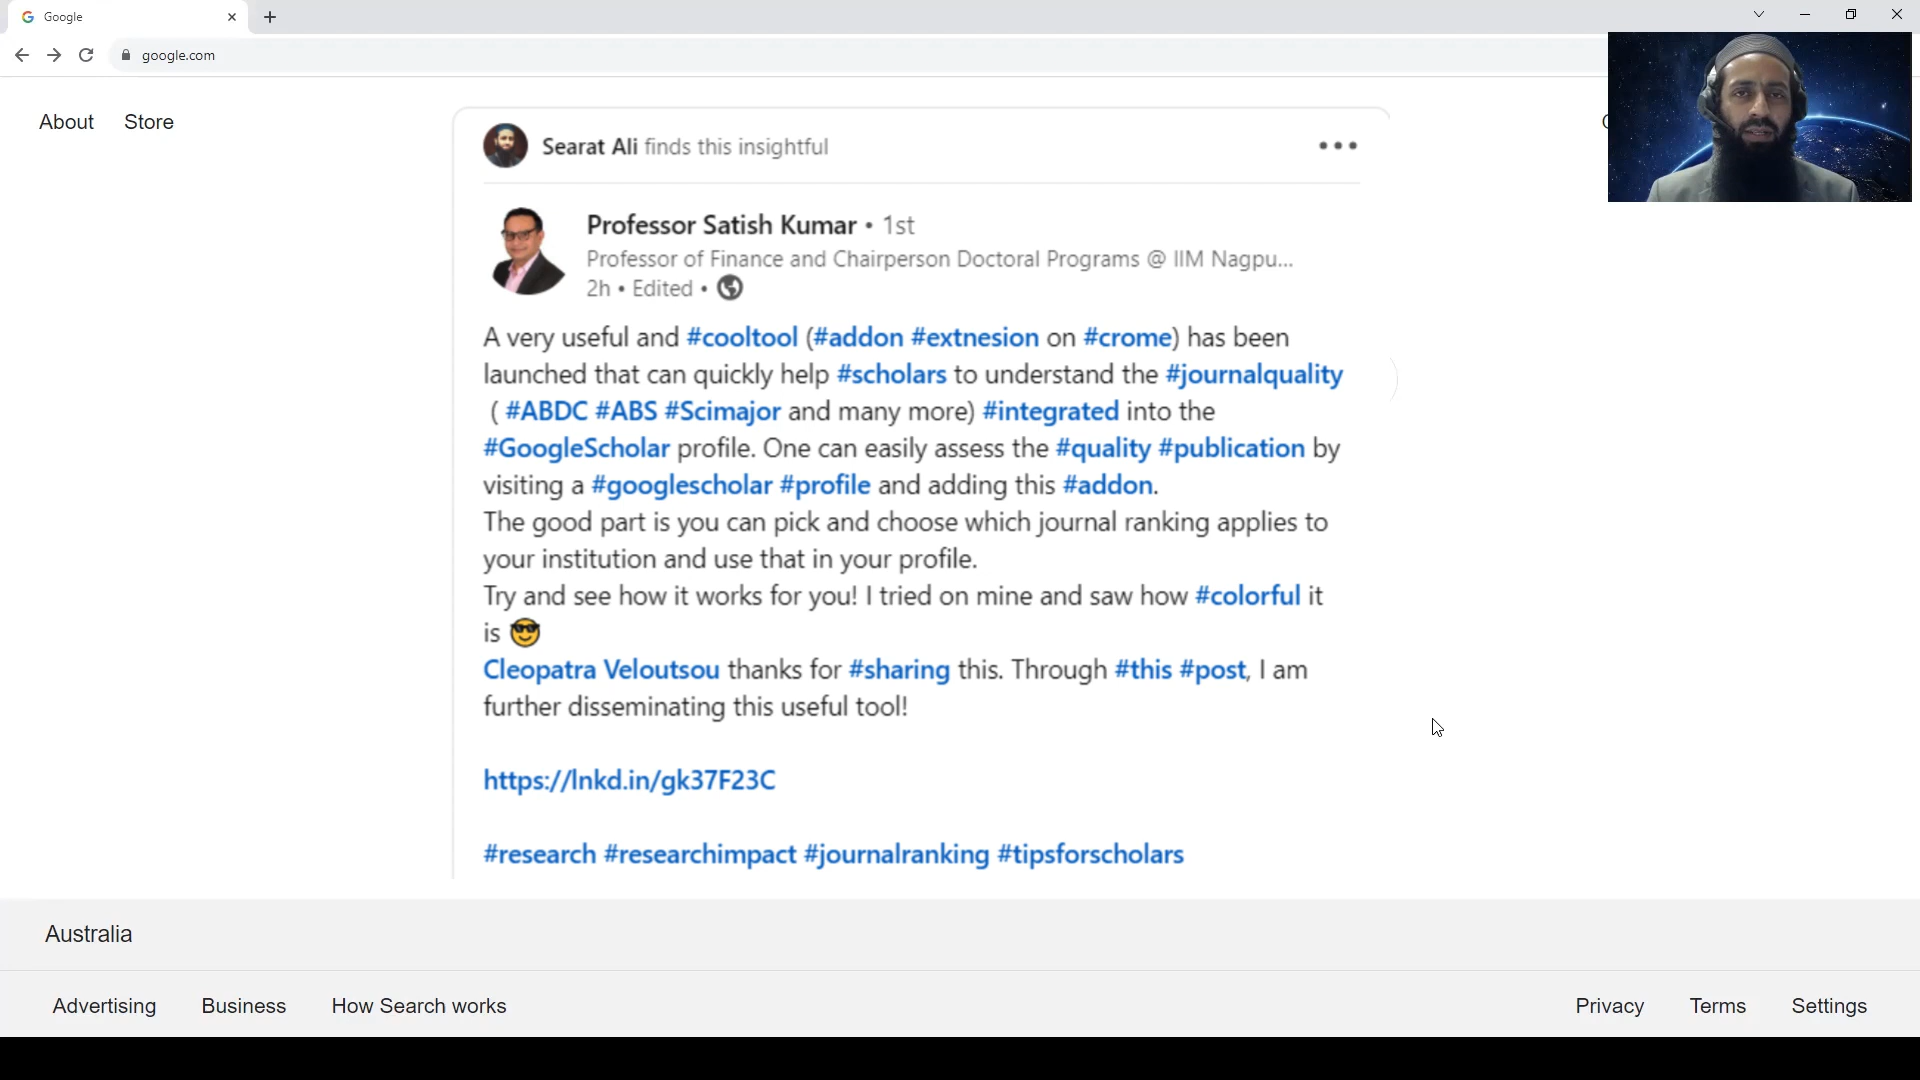 Google
google.com
About Store
Searat Ali finds this insightful
Professor Satish Kumar • 1st
Professor of Finance and Chairperson Doctoral Programs @ IIM Nagpu...
2h • Edited •
A very useful and #cooltool (#addon #extnesion on #crome) has been
launched that can quickly help #scholars to understand the #journalquality
( #ABDC #ABS #Scimajor and many more) #integrated into the
#GoogleScholar profile. One can easily assess the #quality #publication by
visiting a #googlescholar #profile and adding this #addon.
The good part is you can pick and choose which journal ranking applies to
your institution and use that in your profile.
Try and see how it works for you! I tried on mine and saw how #colorful it
is 😎
Cleopatra Veloutsou thanks for #sharing this. Through #this #post, I am
further disseminating this useful tool!
https://lnkd.in/gk37F23C
#research #researchimpact #journalranking #tipsforscholars
Australia
Advertising Business How Search works Privacy Terms Settings